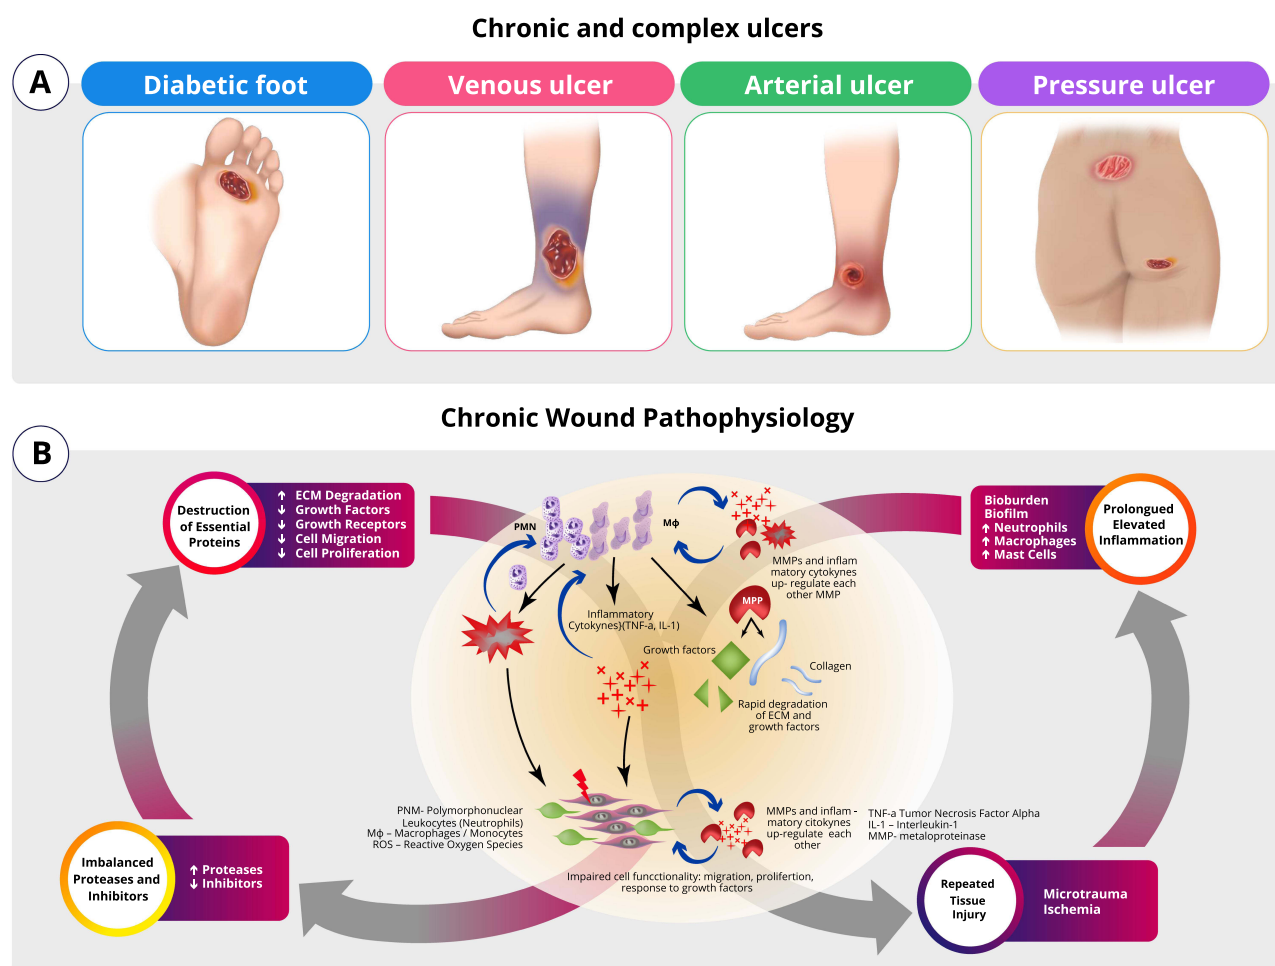 Chronic and complex ulcers
A
Diabetic foot
Venous ulcer
Arterial ulcer
Pressure ulcer
Chronic Wound Pathophysiology
B
Destruction
of Essential
Proteins
↑ ECM Degradation
↓ Growth Factors
↓ Growth Receptors
↓ Cell Migration
↓ Cell Proliferation
PMN
Mϕ
MMPs and inflam
matory cytokynes
up- regulate each
other MMP
Bioburden
Biofilm
↑ Neutrophils
↑ Macrophages
↑ Mast Cells
Prolongued
Elevated
Inflammation
Inflammatory
Cytokynes}(TNF-a, IL-1)
MPP
Growth factors
Collagen
Rapid degradation
of ECM and
growth factors
PNM- Polymorphonuclear
Leukocytes (Neutrophils)
Mϕ – Macrophages / Monocytes
ROS – Reactive Oxygen Species
MMPs and inflam -
matory citokynes
up-regulate each
other
TNF-a Tumor Necrosis Factor Alpha
IL-1 – Interleukin-1
MMP- metaloproteinase
Impaired cell funcctionality: migration, prolifertion,
response to growth factors
Imbalanced
Proteases and
Inhibitors
↑ Proteases
↓ Inhibitors
Repeated
Tissue
Injury
Microtrauma
Ischemia